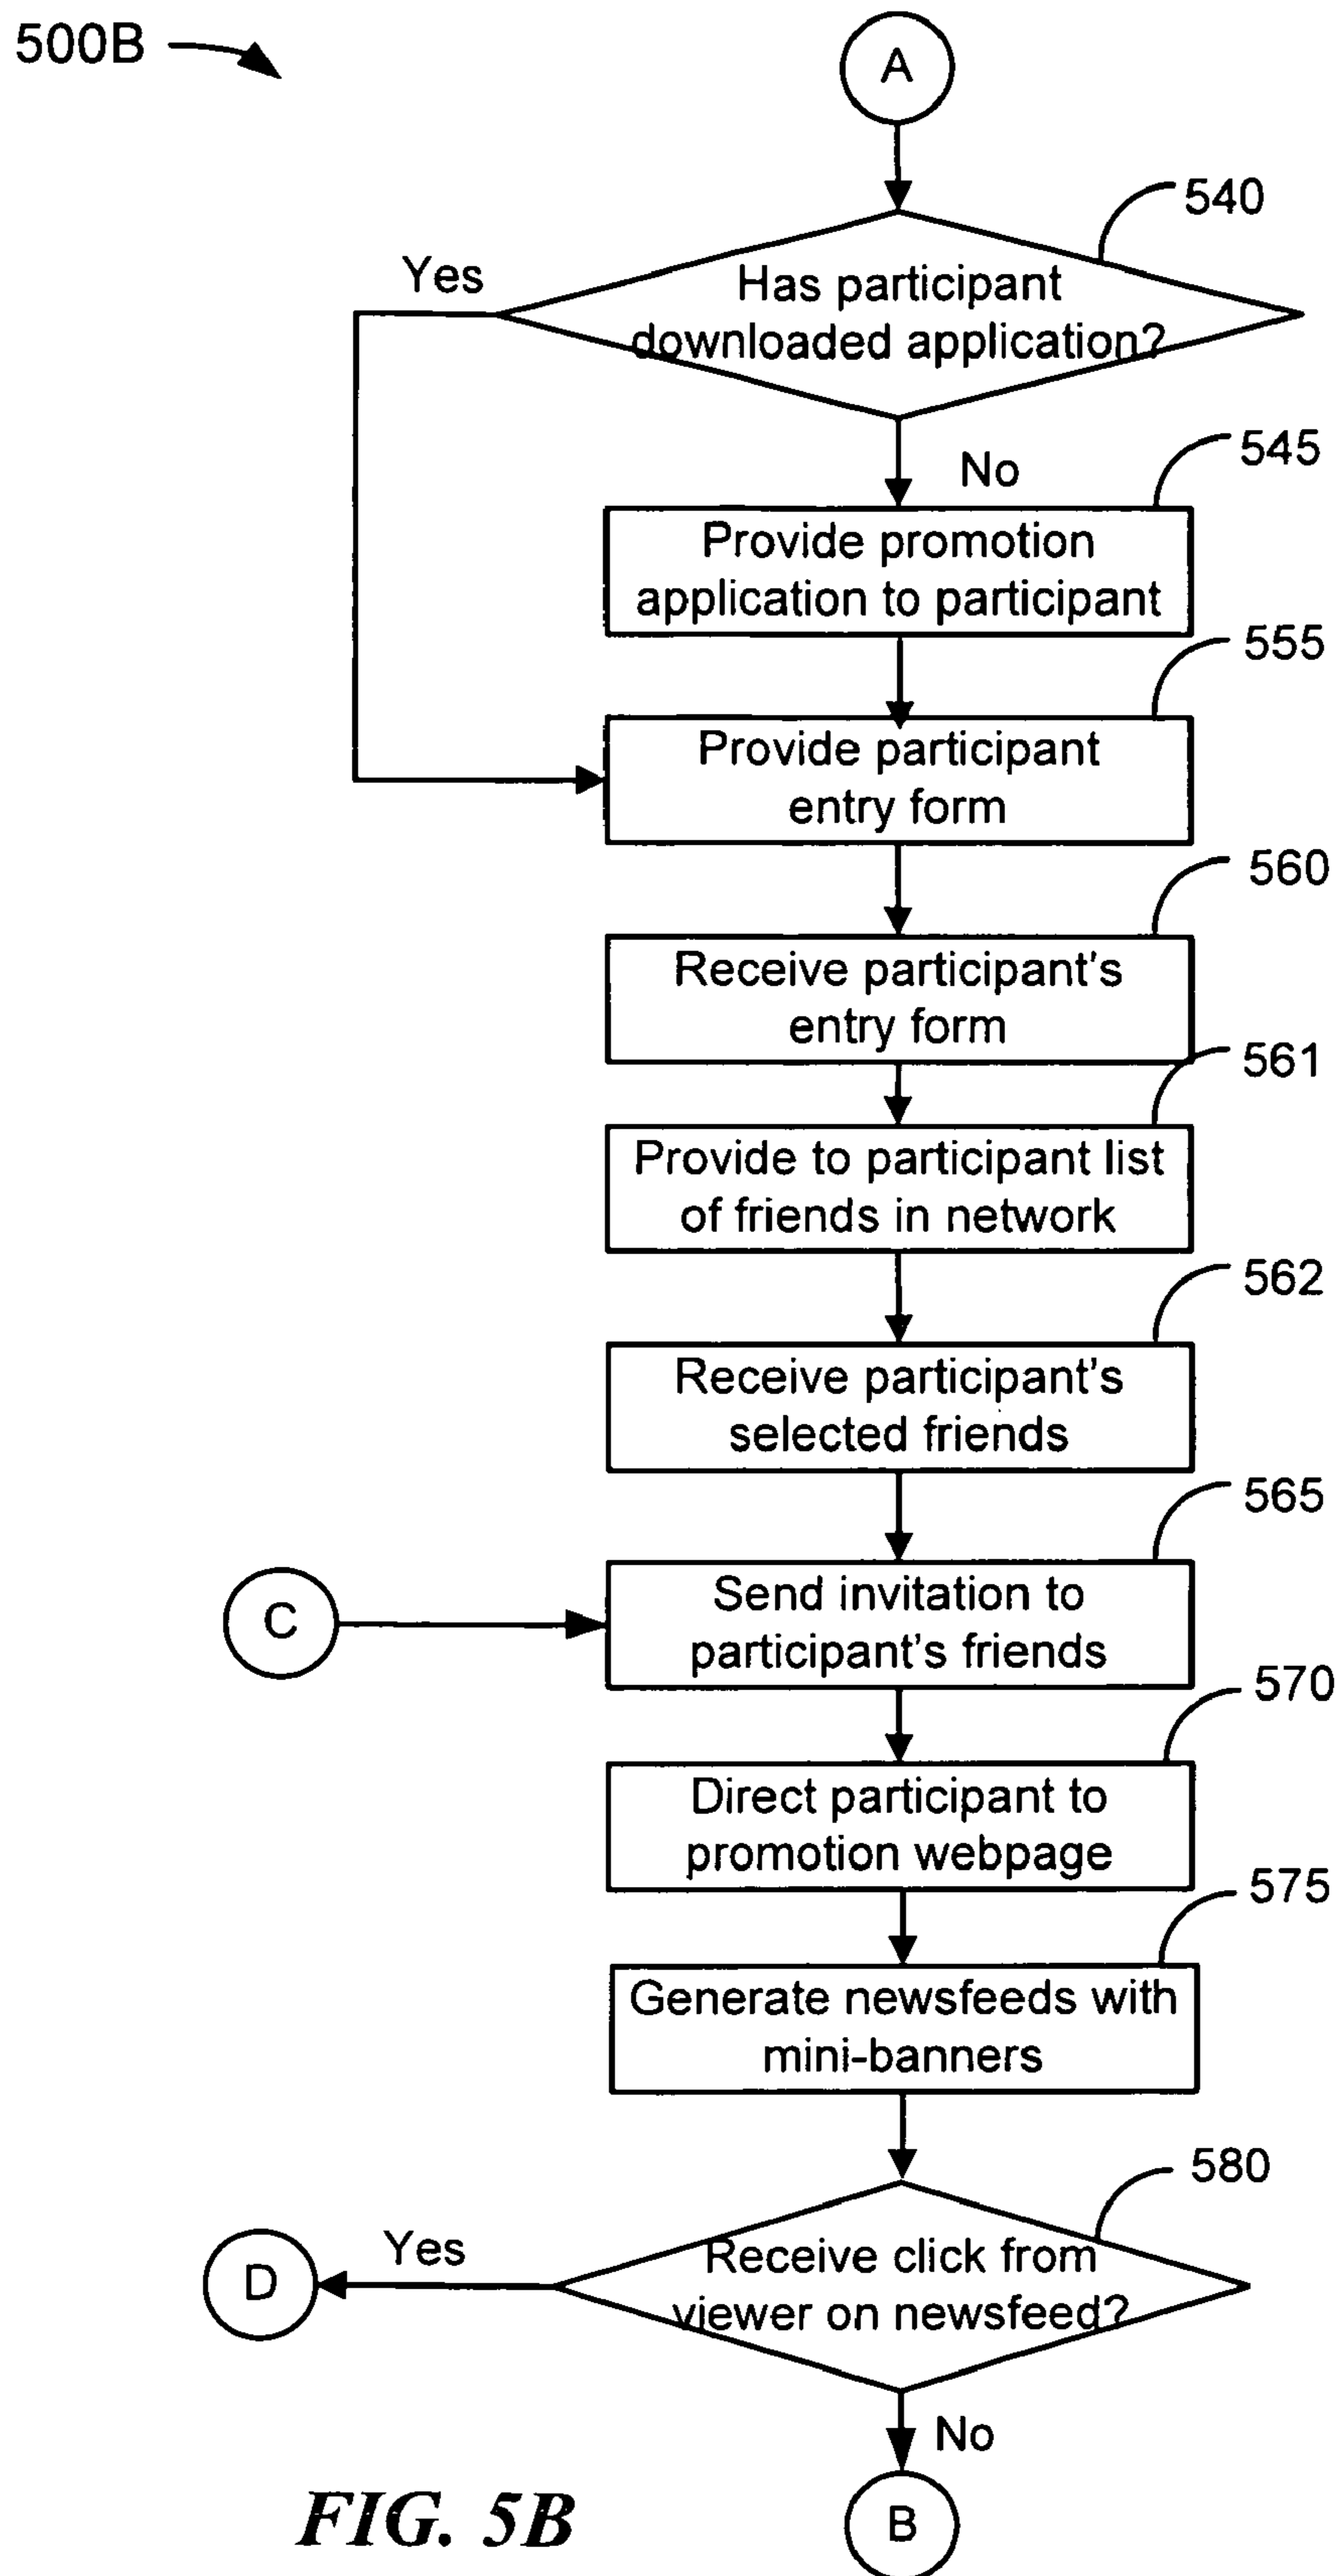 500B
A
540
Yes
Has participant
downloaded application?
No
545
Provide promotion
application to participant
555
Provide participant
entry form
560
Receive participant's
entry form
561
Provide to participant list
of friends in network
562
Receive participant's
selected friends
565
C
Send invitation to
participant's friends
570
Direct participant to
promotion webpage
575
Generate newsfeeds with
mini-banners
580
D
Yes
Receive click from
viewer on newsfeed?
No
B
FIG. 5B